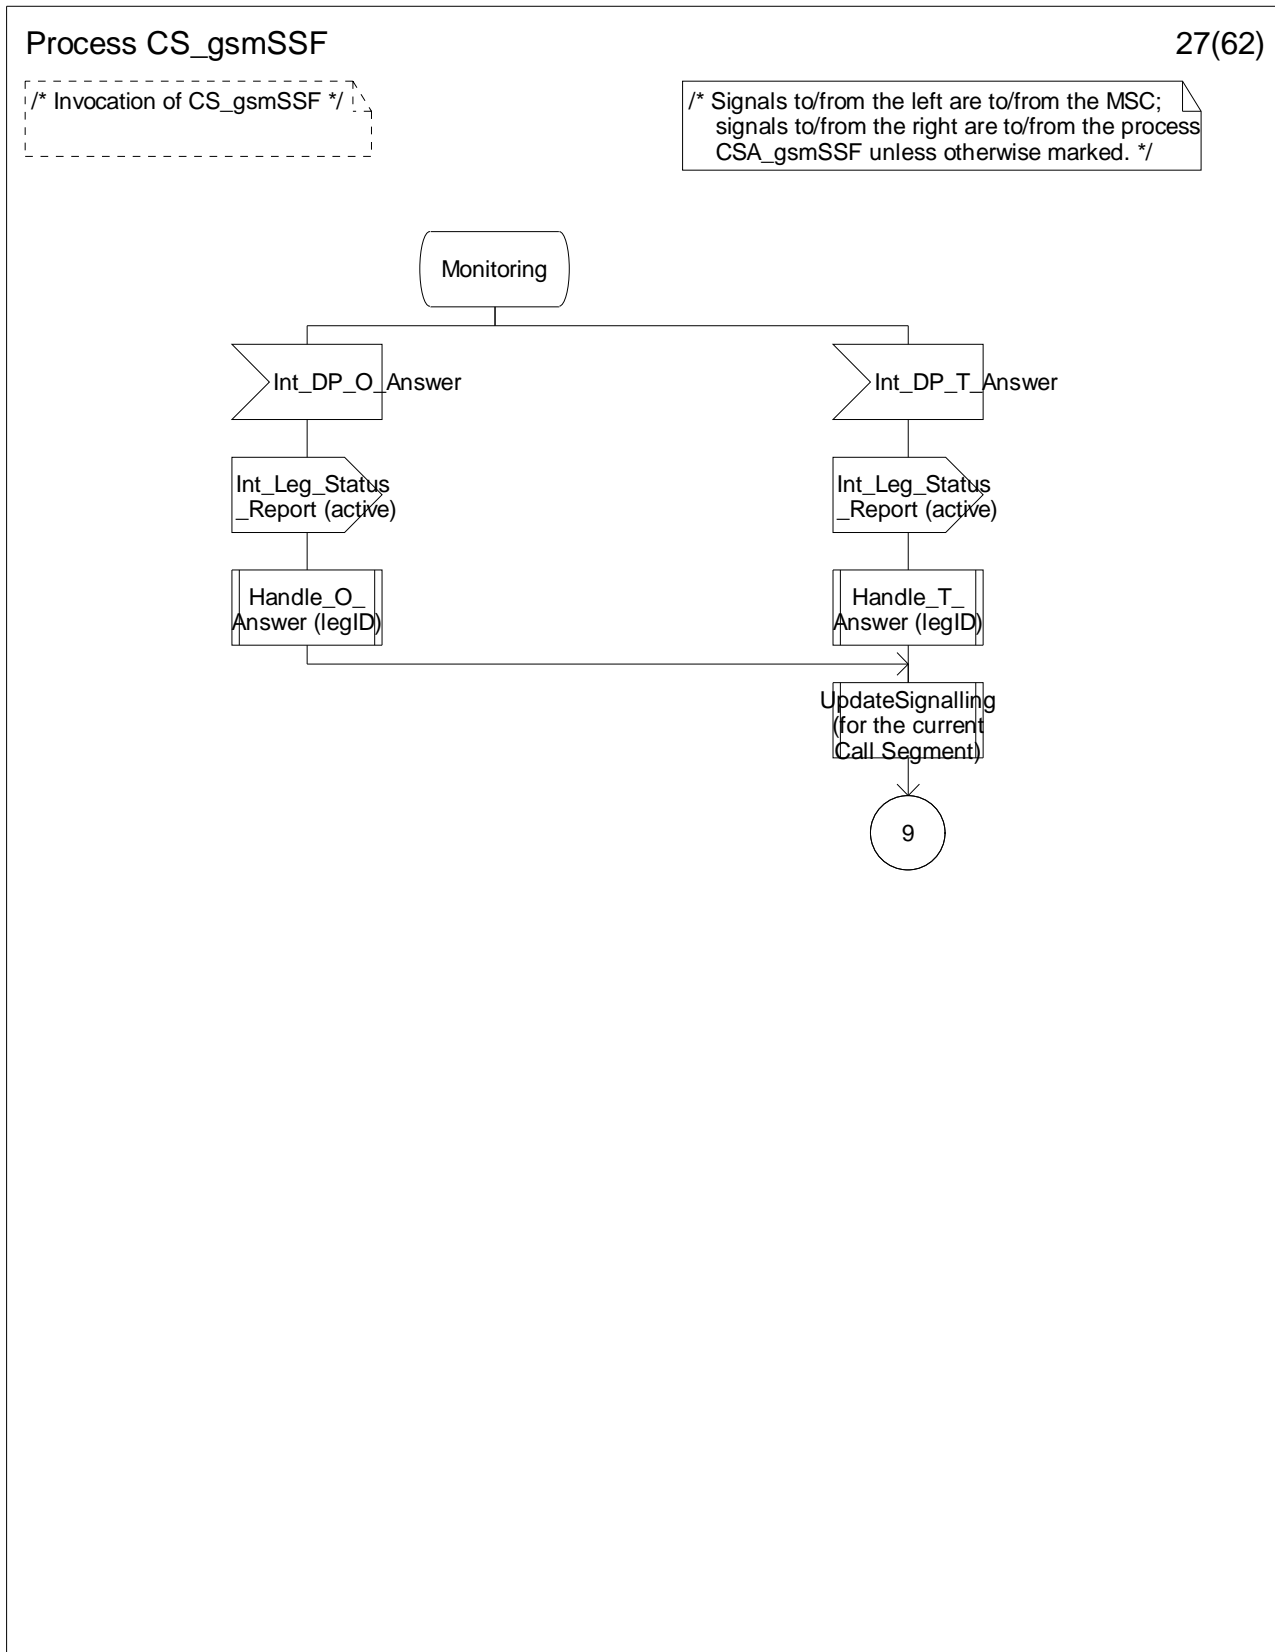 Process CS_gsmSSF
27(62)
/* Invocation of CS_gsmSSF */
/* Signals to/from the left are to/from the MSC;
signals to/from the right are to/from the process
CSA_gsmSSF unless otherwise marked. */
Monitoring
Int_DP_O_Answer
Int_DP_T_Answer
Int_Leg_Status
_Report (active)
Int_Leg_Status
_Report (active)
Handle_O_
Answer (legID)
Handle_T_
Answer (legID)
UpdateSignalling
(for the current
Call Segment)
9